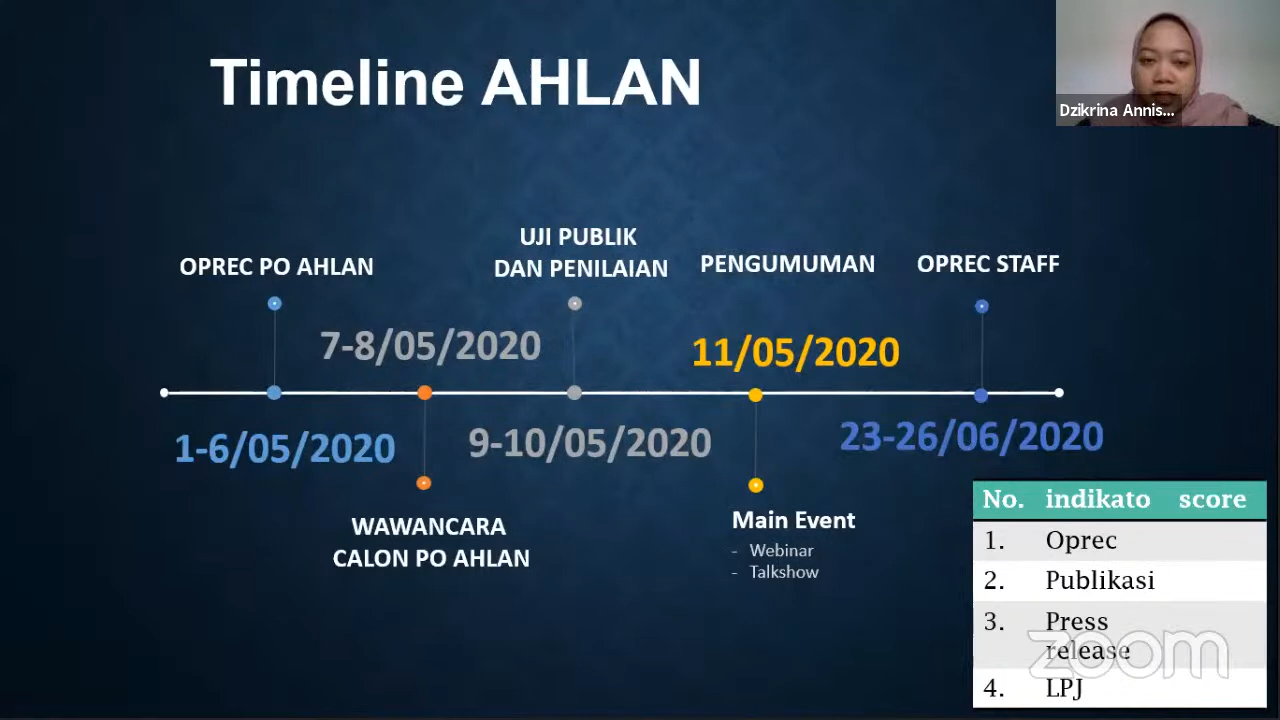 Timeline AHLAN
Dzikrina Annis...
OPREC PO AHLAN
UJI PUBLIK
DAN PENILAIAN
PENGUMUMAN
OPREC STAFF
7-8/05/2020
11/05/2020
1-6/05/2020
9-10/05/2020
23-26/06/2020
WAWANCARA
CALON PO AHLAN
Main Event
- Webinar
- Talkshow
No. indikato score
1. Oprec
2. Publikasi
3. Press
release
4. LPJ
zoom